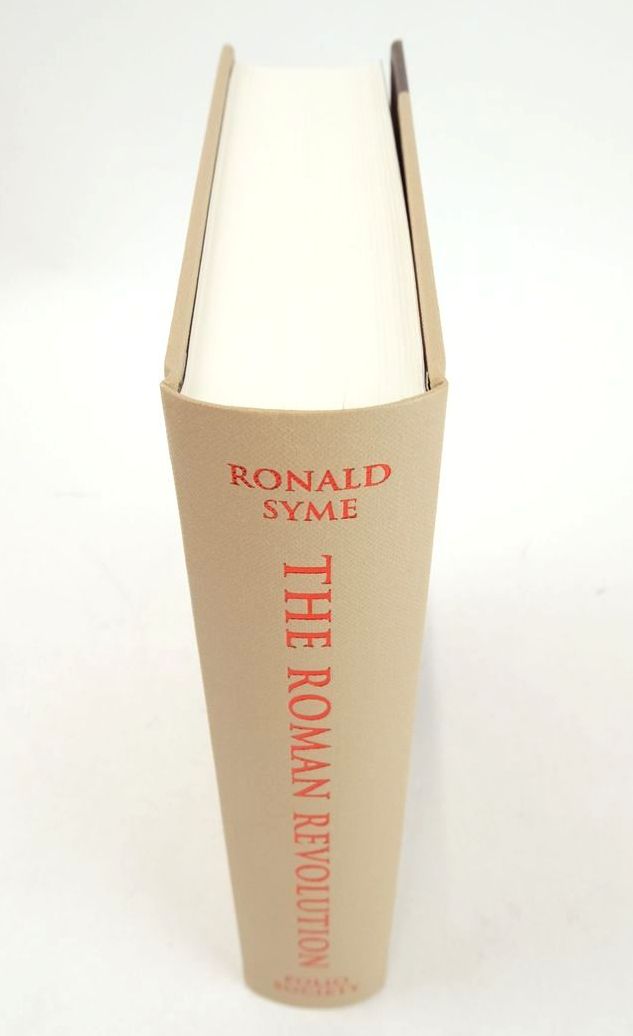 RONALD
SYME
THE ROMAN REVOLUTION
FOLIO
SOCIETY